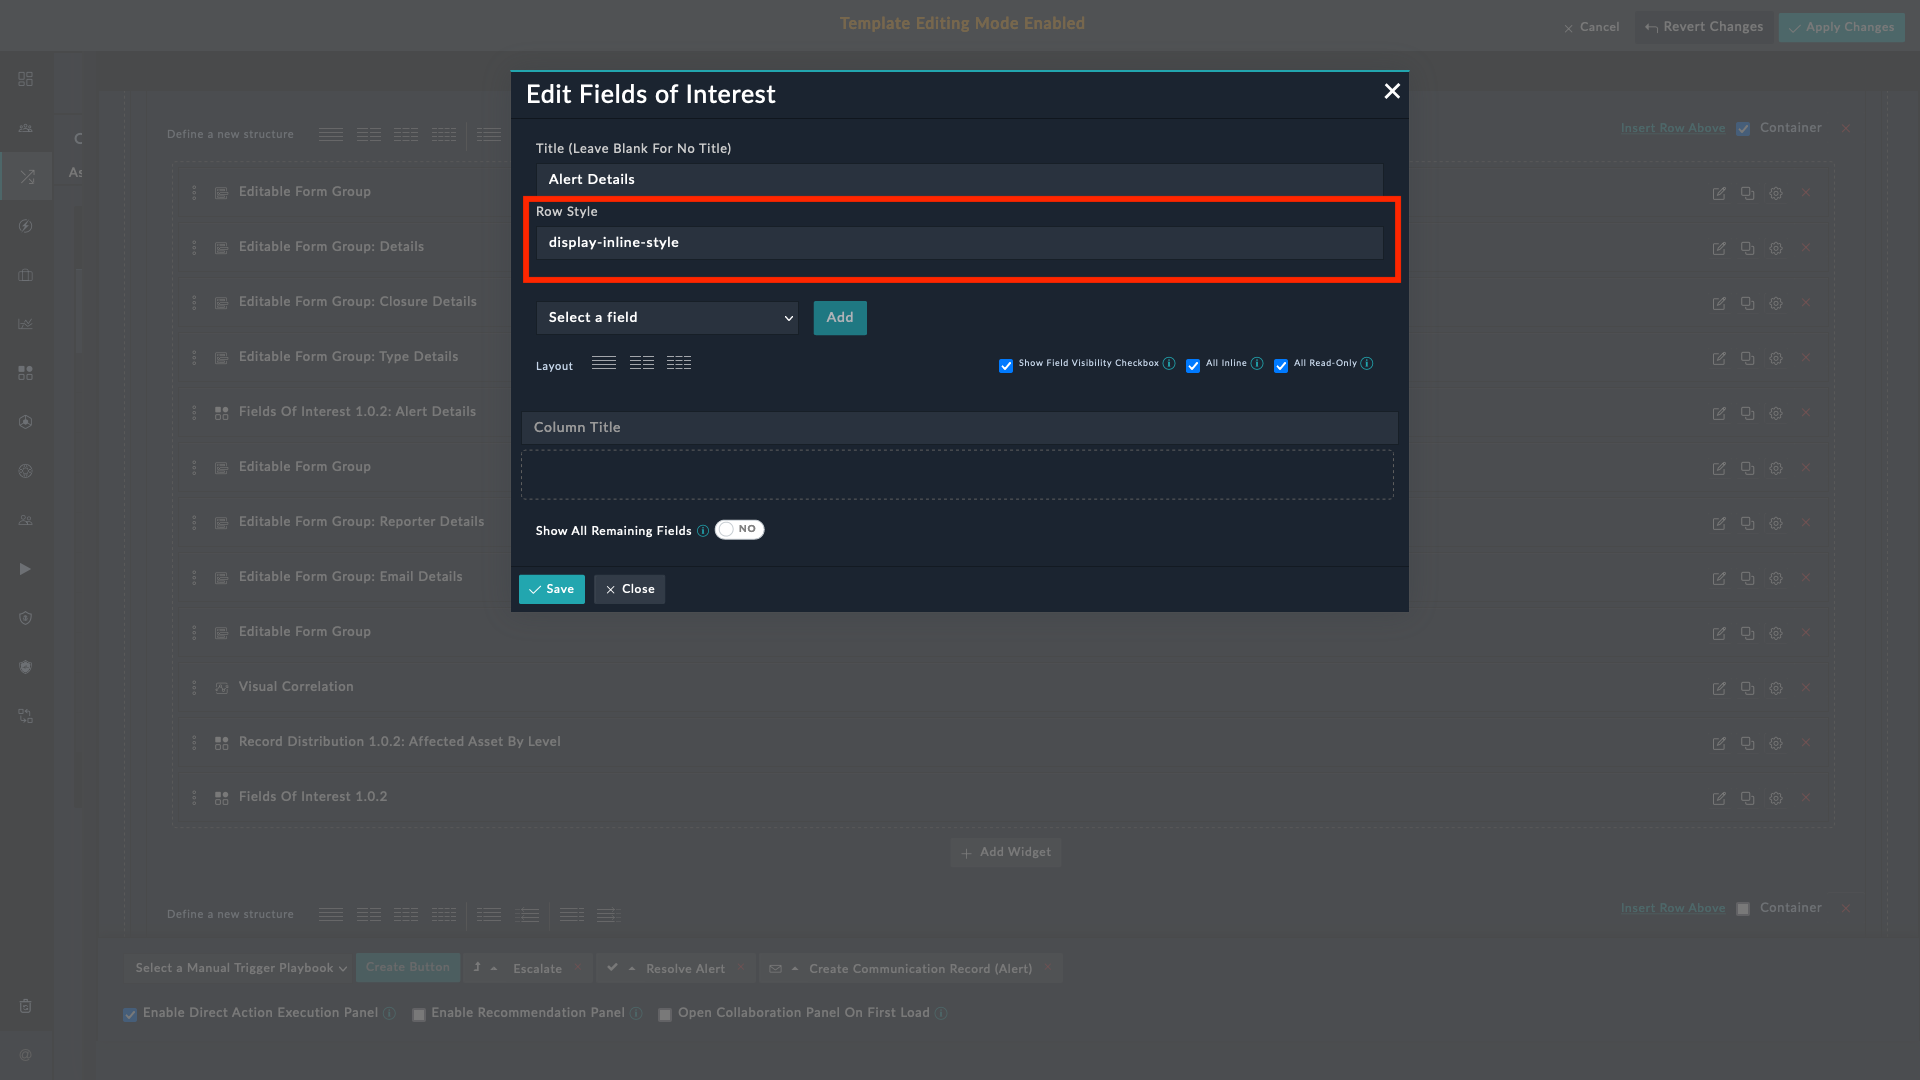 Template Editing Mode Enabled
Cancel
Revert Changes
Apply Changes
Edit Fields of Interest
Define a new structure
Insert Row Above
Container
Title (Leave Blank For No Title)
Alert Details
Row Style
display-inline-style
Select a field
Add
Layout
Show Field Visibility Checkbox
All Inline
All Read-Only
Column Title
Show All Remaining Fields
NO
Save
Close
Editable Form Group
Editable Form Group: Details
Editable Form Group: Closure Details
Editable Form Group: Type Details
Fields Of Interest 1.0.2: Alert Details
Editable Form Group
Editable Form Group: Reporter Details
Editable Form Group: Email Details
Editable Form Group
Visual Correlation
Record Distribution 1.0.2: Affected Asset By Level
Fields Of Interest 1.0.2
Add Widget
Define a new structure
Insert Row Above
Container
Select a Manual Trigger Playbook
Create Button
Escalate
Resolve Alert
Create Communication Record (Alert)
Enable Direct Action Execution Panel
Enable Recommendation Panel
Open Collaboration Panel On First Load